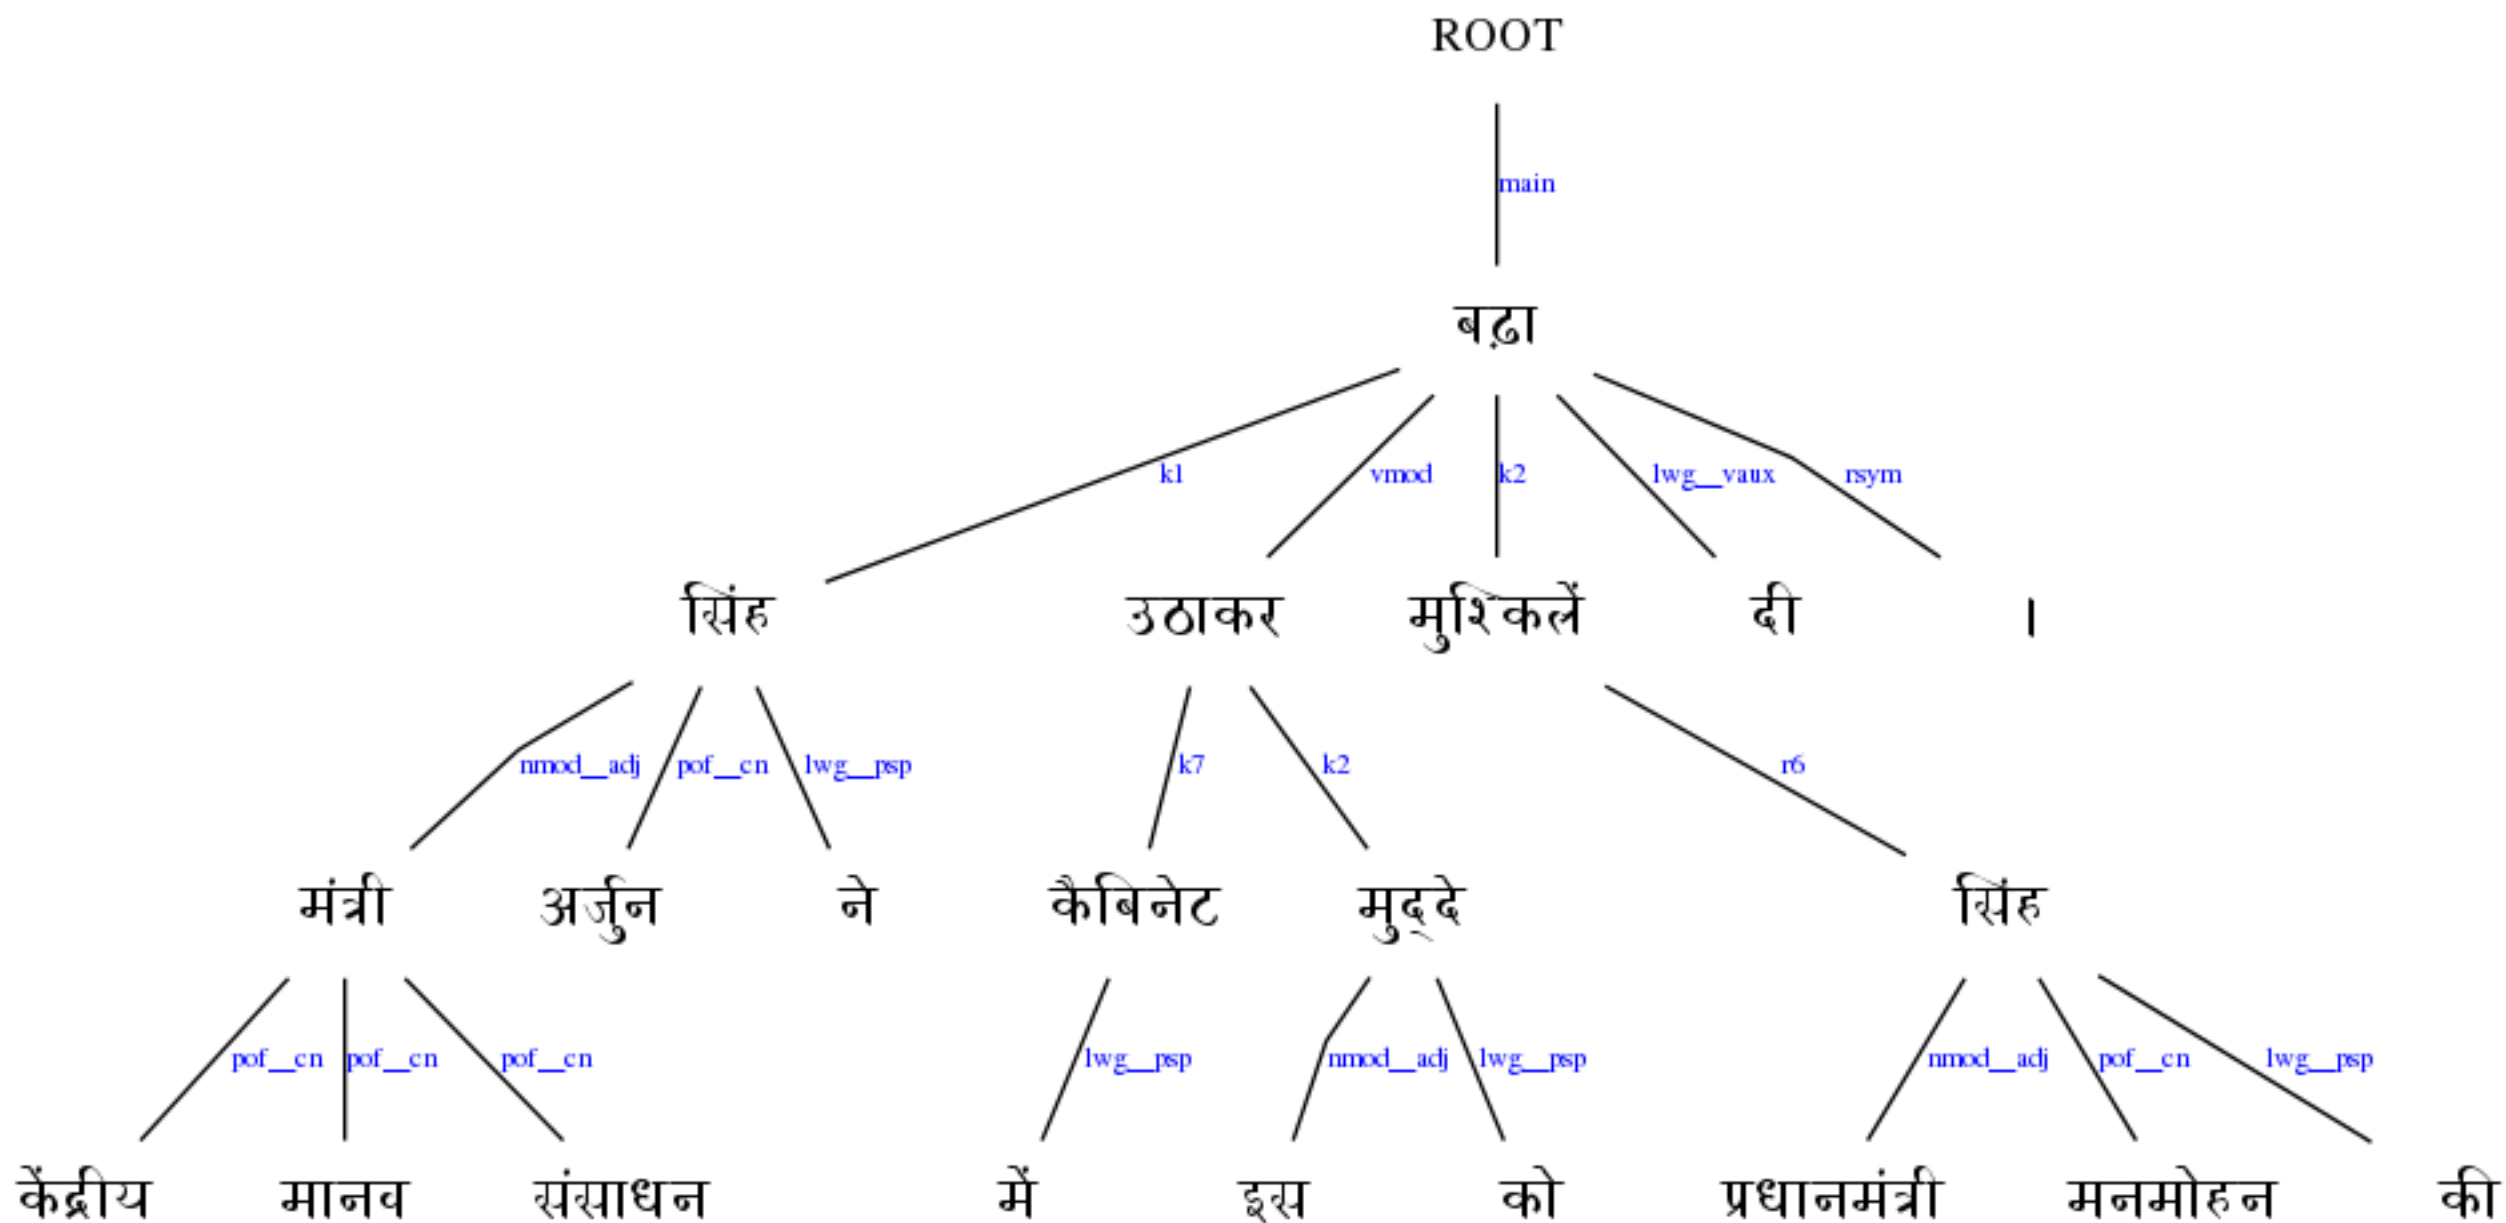 ROOT
main
बढ़ा
k1 vmod k2 lwg__vaux rsym
सिंह उठाकर मुश्किलें दी ।
nmod__adj pof__cn lwg__psp k7 k2 r6
मंत्री अर्जुन ने कैबिनेट मुद्दे सिंह
pof__cn pof__cn pof__cn lwg__psp nmod__adj lwg__psp nmod__adj pof__cn lwg__psp
केंद्रीय मानव संसाधन में इस को प्रधानमंत्री मनमोहन की